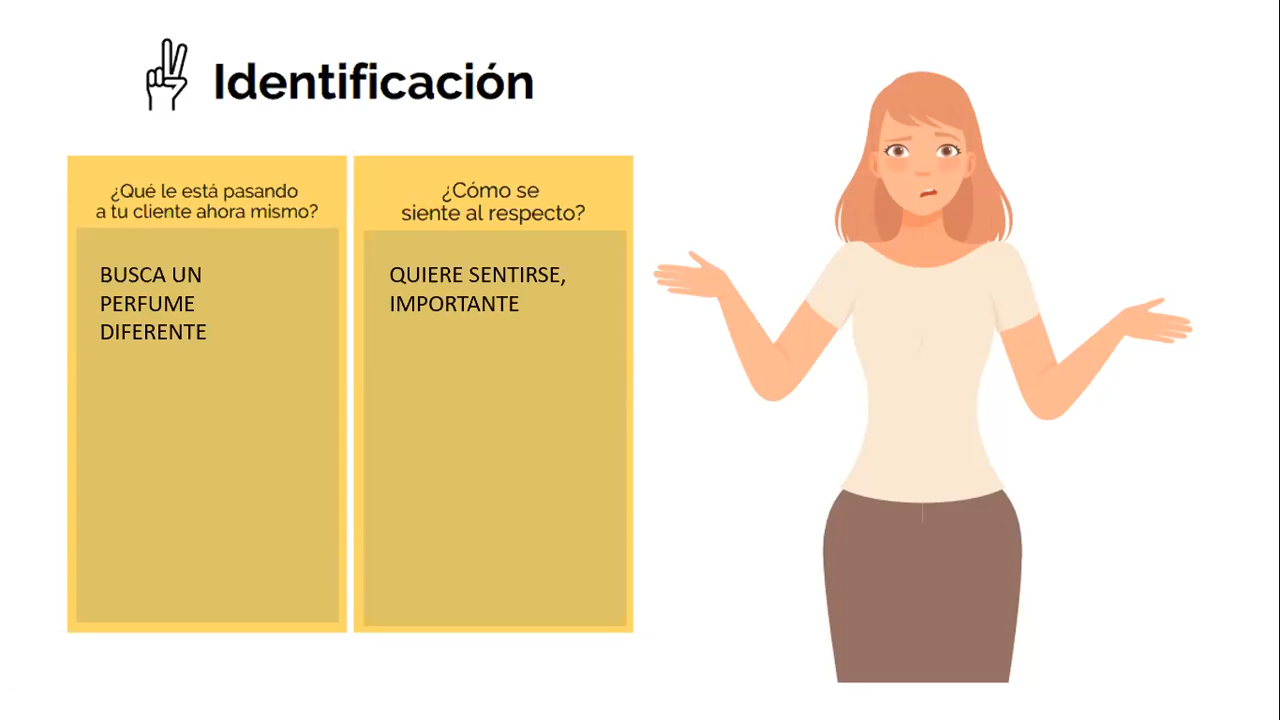 Identificación
¿Qué le está pasando
a tu cliente ahora mismo?
BUSCA UN
PERFUME
DIFERENTE
¿Cómo se
siente al respecto?
QUIERE SENTIRSE,
IMPORTANTE